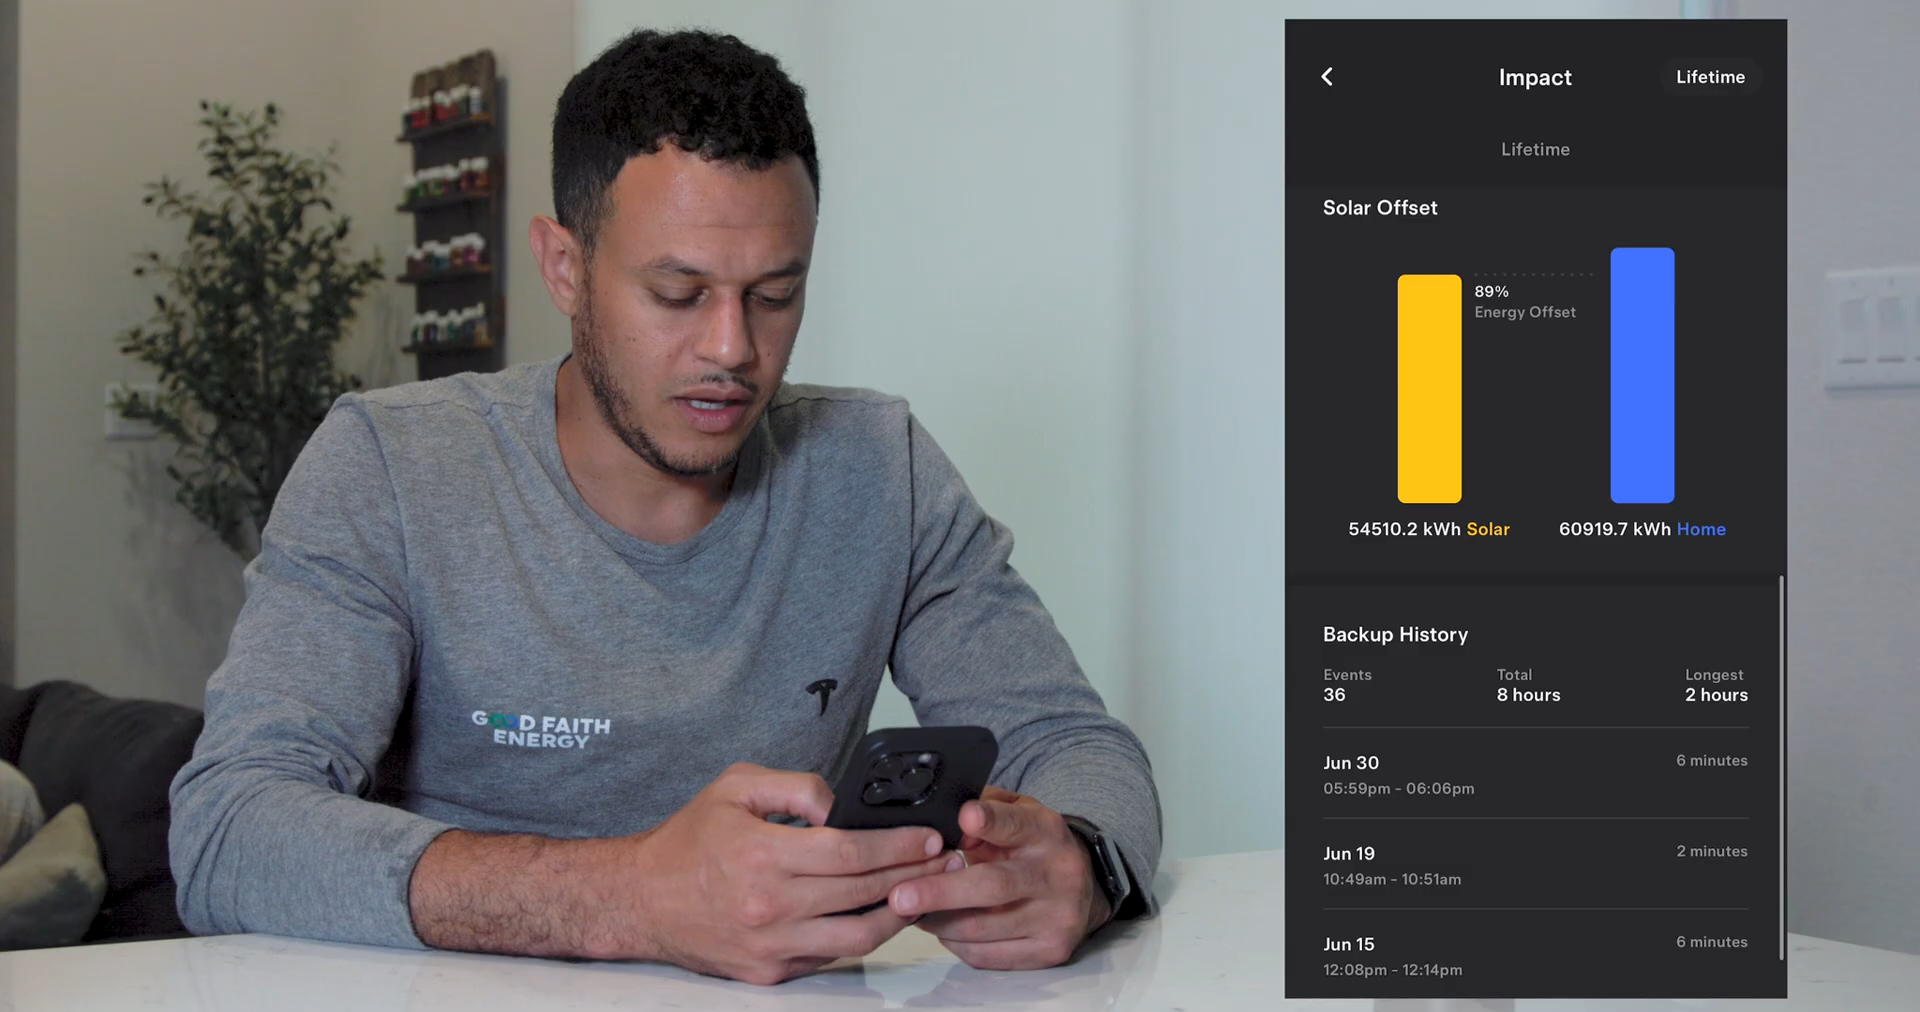 Impact
Lifetime
Lifetime
Solar Offset
89%
Energy Offset
54510.2 kWh Solar
60919.7 kWh Home
Backup History
Events
36
Total
8 hours
Longest
2 hours
Jun 30
6 minutes
05:59pm - 06:06pm
Jun 19
2 minutes
10:49am - 10:51am
Jun 15
6 minutes
12:08pm - 12:14pm
GOOD FAITH
ENERGY